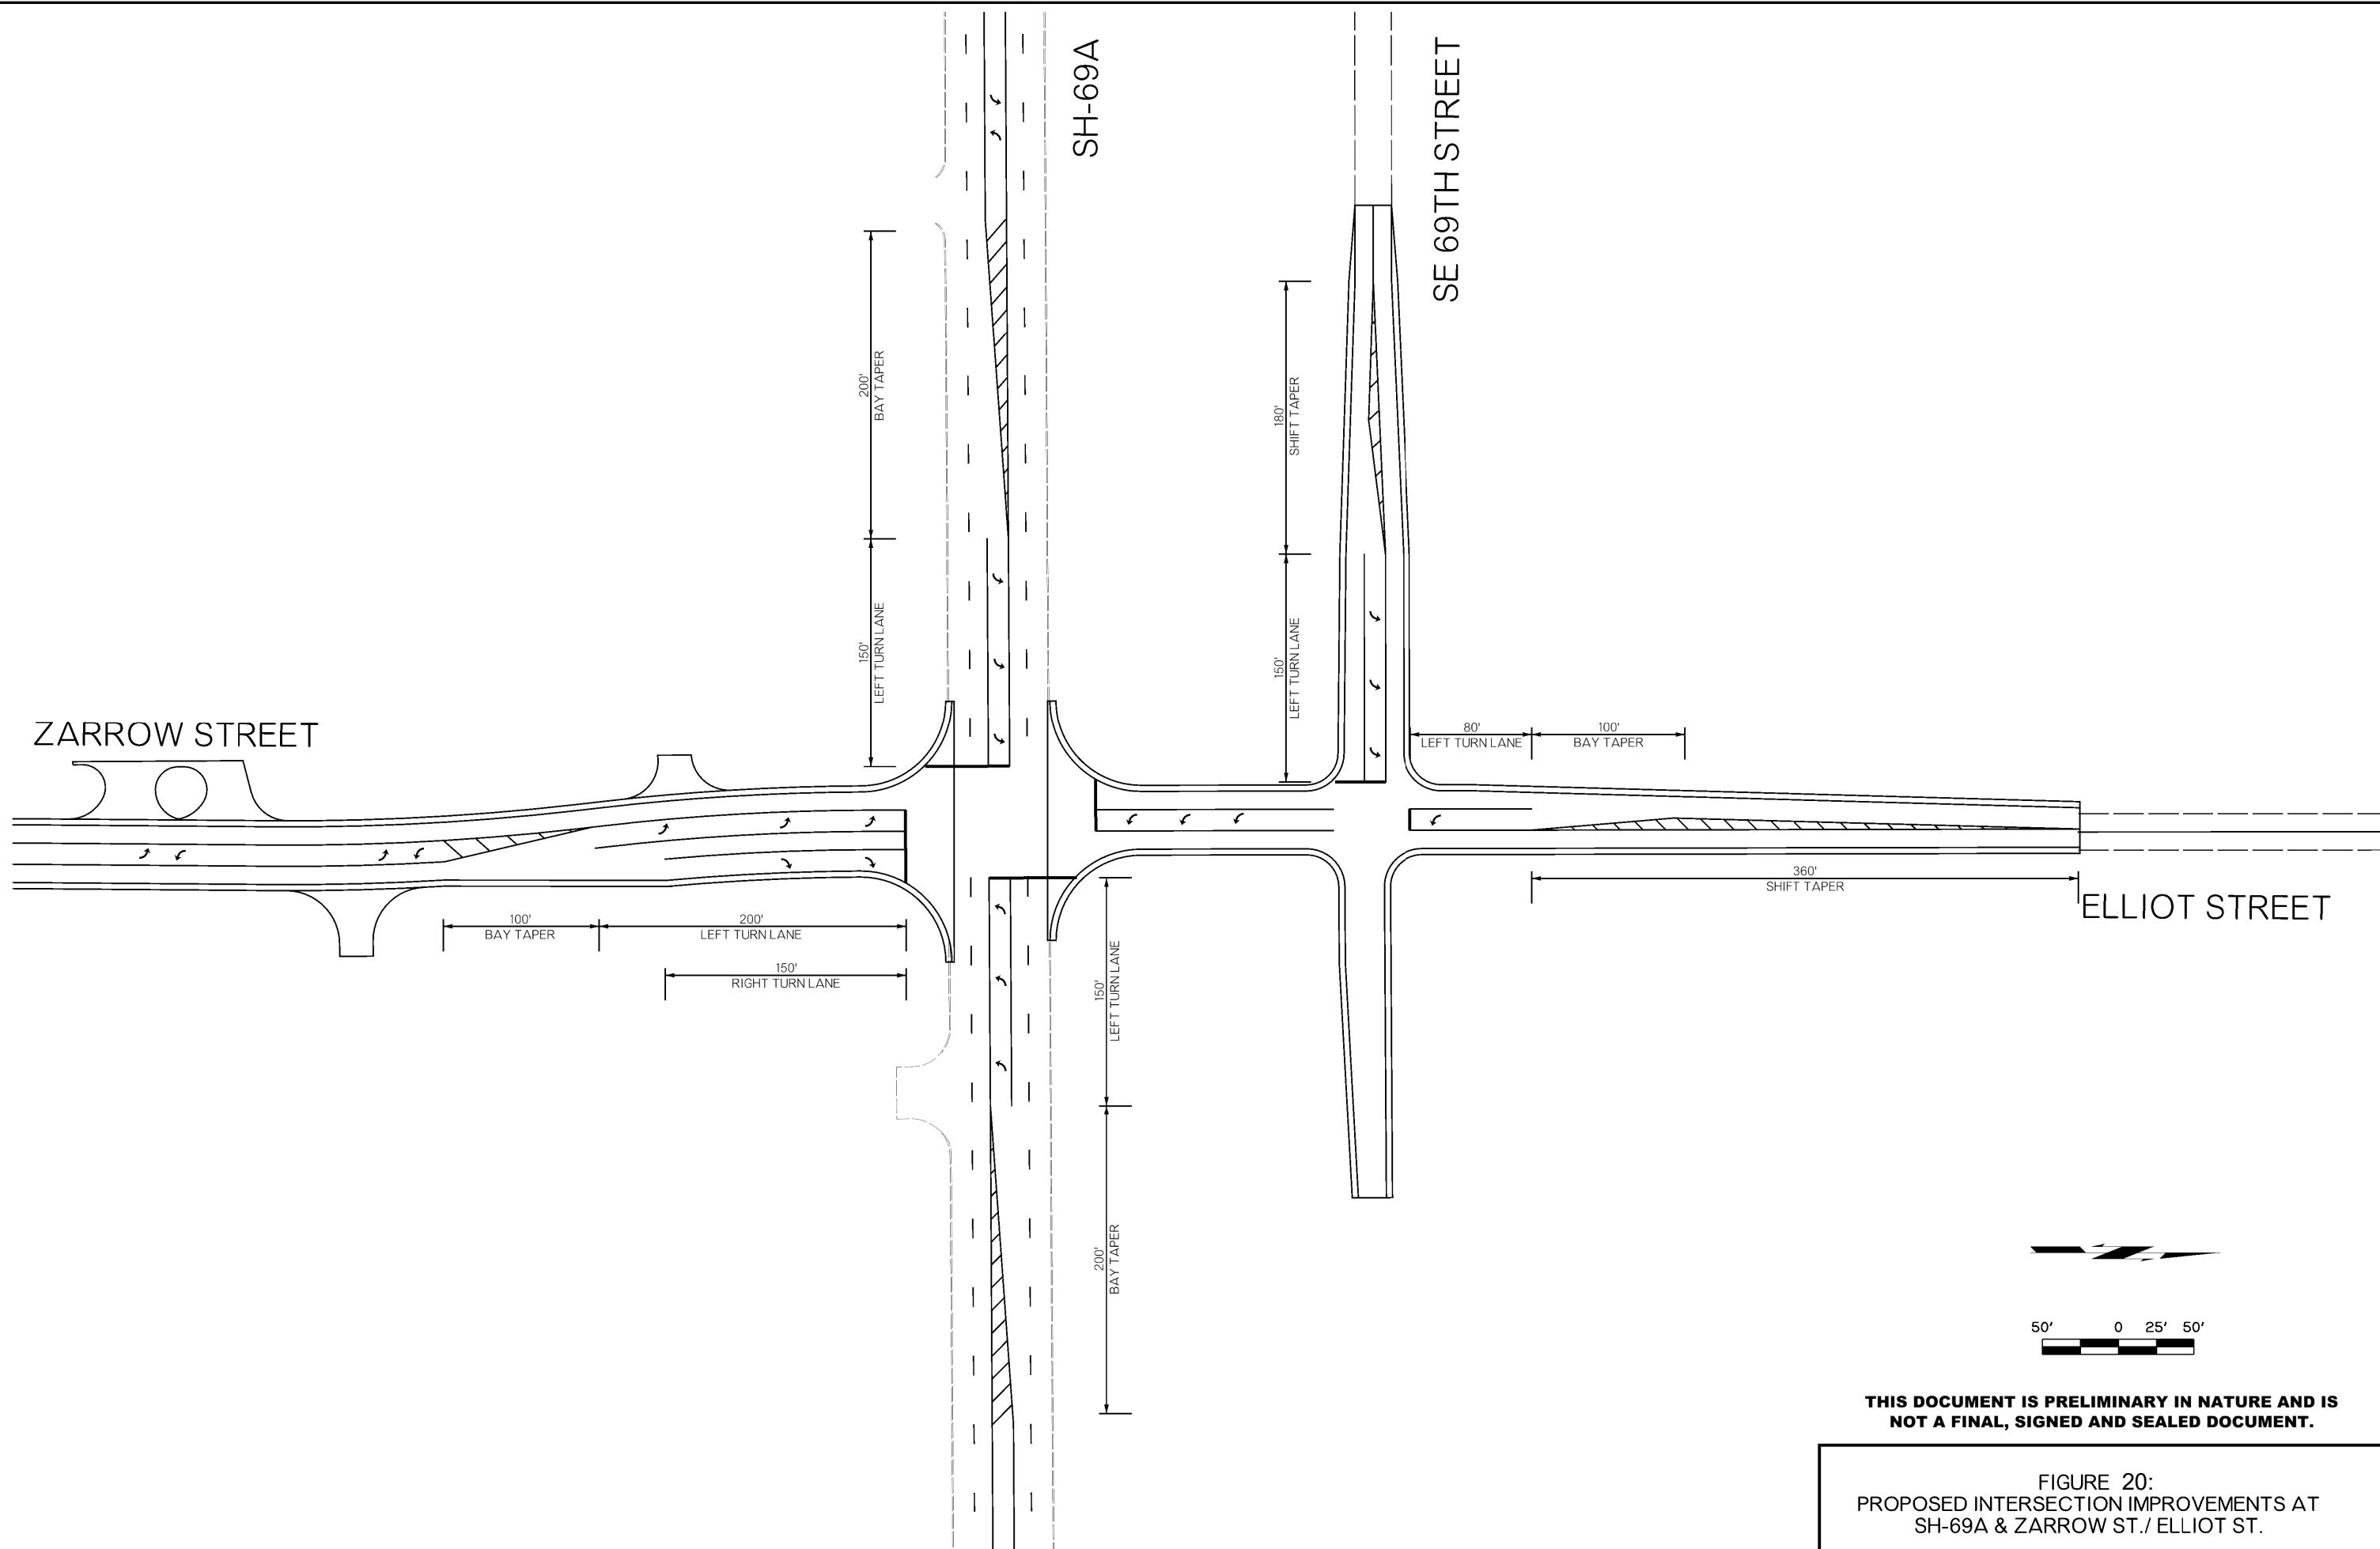 SH-69A
SE 69TH STREET
200'
BAY TAPER
180'
SHIFT TAPER
150'
LEFT TURN LANE
150'
LEFT TURN LANE
ZARROW STREET
80'
LEFT TURN LANE
100'
BAY TAPER
360'
SHIFT TAPER
ELLIOT STREET
100'
BAY TAPER
200'
LEFT TURN LANE
150'
RIGHT TURN LANE
150'
LEFT TURN LANE
200'
BAY TAPER
50' 0 25' 50'
THIS DOCUMENT IS PRELIMINARY IN NATURE AND IS
NOT A FINAL, SIGNED AND SEALED DOCUMENT.
FIGURE 20:
PROPOSED INTERSECTION IMPROVEMENTS AT
SH-69A & ZARROW ST./ ELLIOT ST.